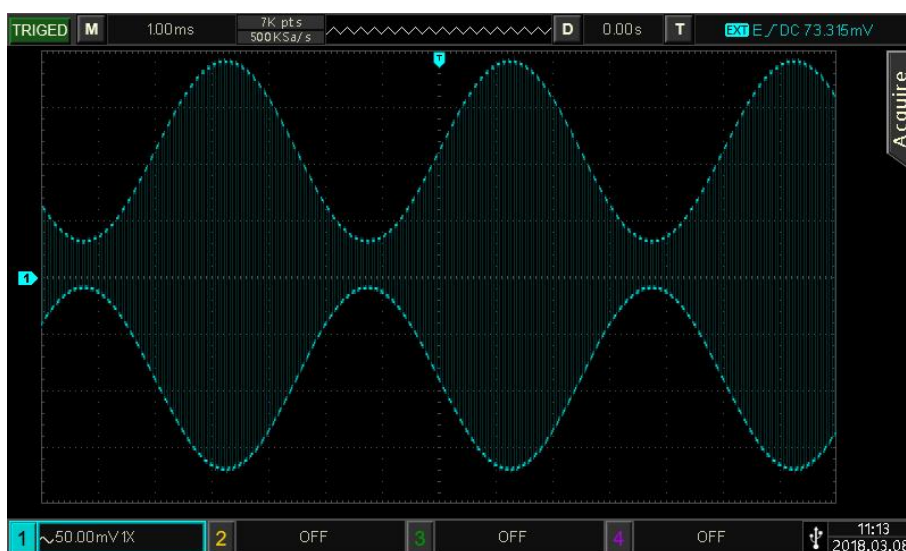 TRIGED M 1.00ms 7K pts D 0.00s T EXT E DC 73.315mV
500KSa/s
T
Acquire
1
1 50.00mV 1X 2 OFF 3 OFF 4 OFF 11:13
2018.03.08